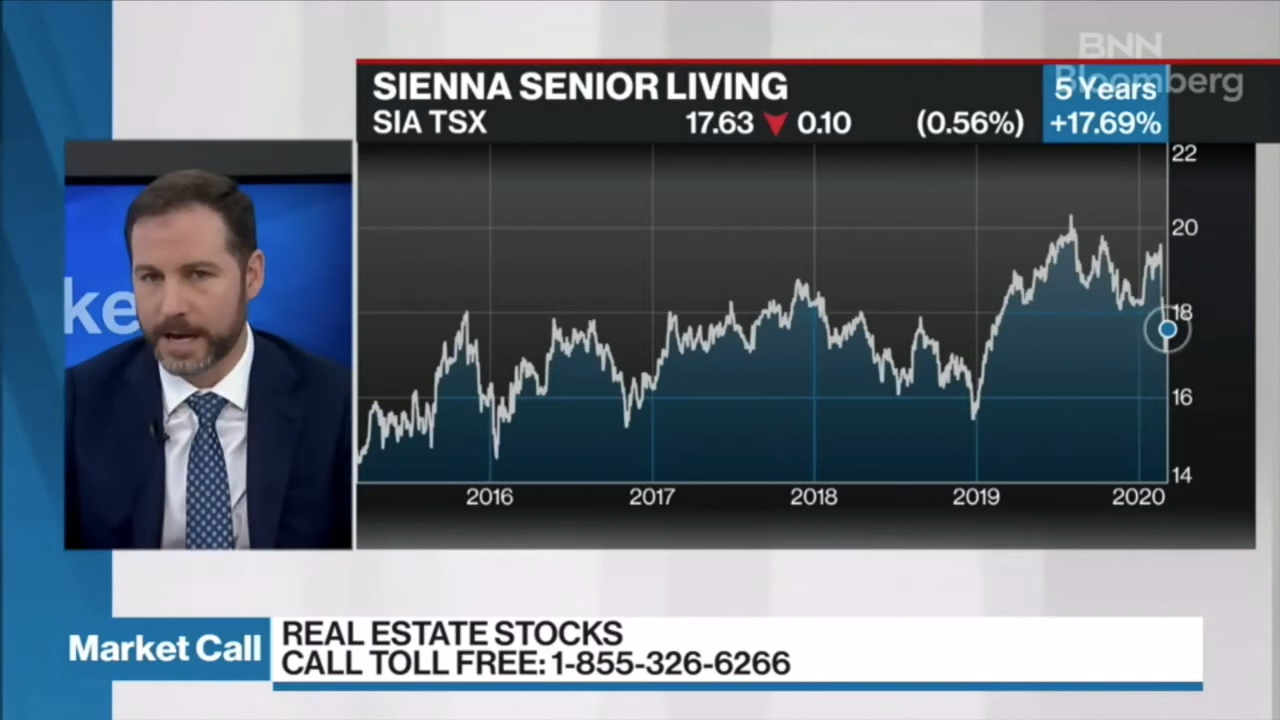 BNN
Bloomberg
SIENNA SENIOR LIVING
SIA TSX
17.63 ▼ 0.10 (0.56%)
5 Years
+17.69%
22
20
18
16
14
2016 2017 2018 2019 2020
ke
Market Call
REAL ESTATE STOCKS
CALL TOLL FREE: 1-855-326-6266